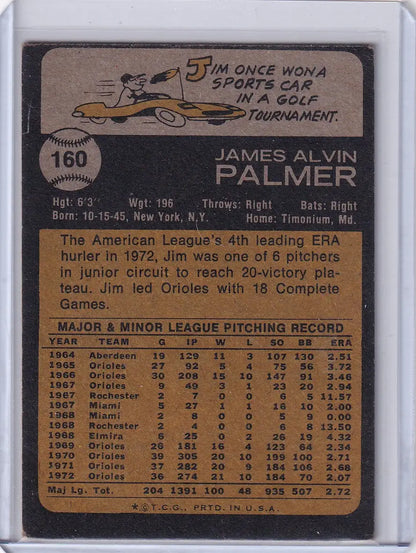 JIM ONCE WON A
SPORTS CAR
IN A GOLF
TOURNAMENT.
160
JAMES ALVIN
PALMER
Hgt: 6'3" Wgt: 196 Throws: Right Bats: Right
Born: 10-15-45, New York, N.Y. Home: Timonium, Md.
The American League's 4th leading ERA
hurler in 1972, Jim was one of 6 pitchers
in junior circuit to reach 20-victory pla-
teau. Jim led Orioles with 18 Complete
Games.
MAJOR & MINOR LEAGUE PITCHING RECORD
YEAR TEAM G IP W L SO BB ERA
1964 Aberdeen 19 129 11 3 107 130 2.51
1965 Orioles 27 92 5 4 75 56 3.72
1966 Orioles 30 208 15 10 147 91 3.46
1967 Orioles 9 49 3 1 23 20 2.94
1967 Rochester 2 7 0 0 6 5 11.57
1967 Miami 5 27 1 1 16 10 2.00
1968 Miami 2 8 0 0 5 9 0.00
1968 Rochester 2 4 0 0 6 8 13.50
1968 Elmira 6 25 0 2 26 19 4.32
1969 Orioles 26 181 16 4 123 64 2.34
1970 Orioles 39 305 20 10 199 100 2.71
1971 Orioles 37 282 20 9 184 106 2.68
1972 Orioles 36 274 21 10 184 70 2.07
Maj Lg. Tot. 204 1391 100 48 935 507 2.72
*©T.C.G., PRTD. IN U.S.A.